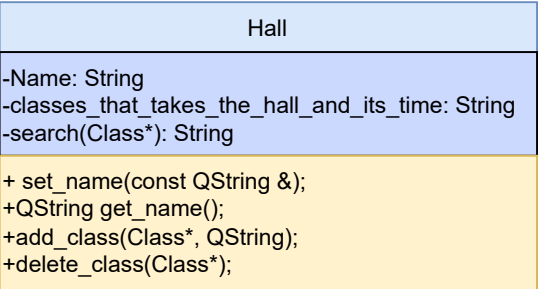 Hall
-Name: String
-classes_that_takes_the_hall_and_its_time: String
-search(Class*): String
+ set_name(const QString &);
+QString get_name();
+add_class(Class*, QString);
+delete_class(Class*);